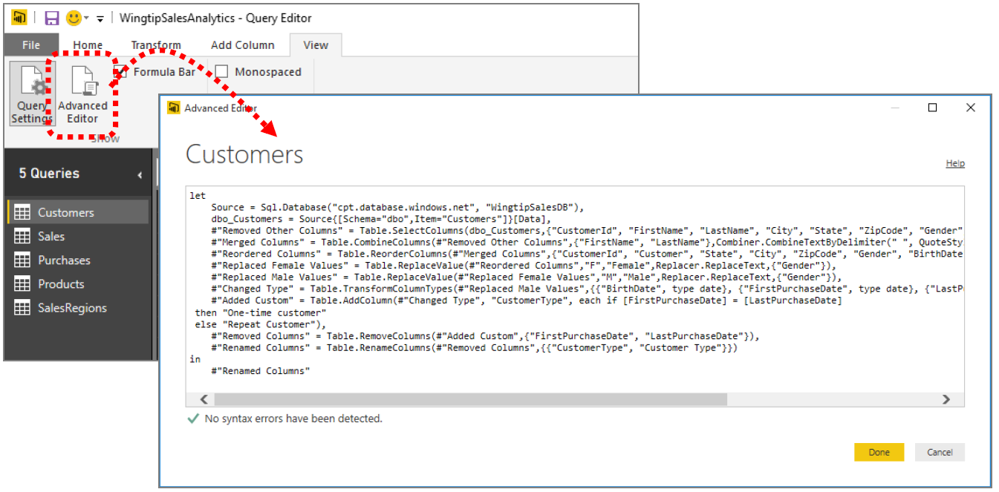 WingtipSalesAnalytics - Query Editor
File Home Transform Add Column View
Formula Bar Monospaced
Query Settings
Advanced Editor
Show
5 Queries
Customers
Sales
Purchases
Products
SalesRegions
Advanced Editor
Customers
Help
let
    Source = Sql.Database("cpt.database.windows.net", "WingtipSalesDB"),
    dbo_Customers = Source{[Schema="dbo",Item="Customers"]}[Data],
    #"Removed Other Columns" = Table.SelectColumns(dbo_Customers,{"CustomerId", "FirstName", "LastName", "City", "State", "ZipCode", "Gender"
    #"Merged Columns" = Table.CombineColumns(#"Removed Other Columns",{"FirstName", "LastName"},Combiner.CombineTextByDelimiter(" ", QuoteSty
    #"Reordered Columns" = Table.ReorderColumns(#"Merged Columns",{"CustomerId", "Customer", "State", "City", "ZipCode", "Gender", "BirthDate
    #"Replaced Female Values" = Table.ReplaceValue(#"Reordered Columns","F","Female",Replacer.ReplaceText,{"Gender"}),
    #"Replaced Male Values" = Table.ReplaceValue(#"Replaced Female Values","M","Male",Replacer.ReplaceText,{"Gender"}),
    #"Changed Type" = Table.TransformColumnTypes(#"Replaced Male Values",{{"BirthDate", type date}, {"FirstPurchaseDate", type date}, {"LastP
    #"Added Custom" = Table.AddColumn(#"Changed Type", "CustomerType", each if [FirstPurchaseDate] = [LastPurchaseDate]
 then "One-time customer"
 else "Repeat Customer"),
    #"Removed Columns" = Table.RemoveColumns(#"Added Custom",{"FirstPurchaseDate", "LastPurchaseDate"}),
    #"Renamed Columns" = Table.RenameColumns(#"Removed Columns",{{"CustomerType", "Customer Type"}})
in
    #"Renamed Columns"
No syntax errors have been detected.
Done Cancel